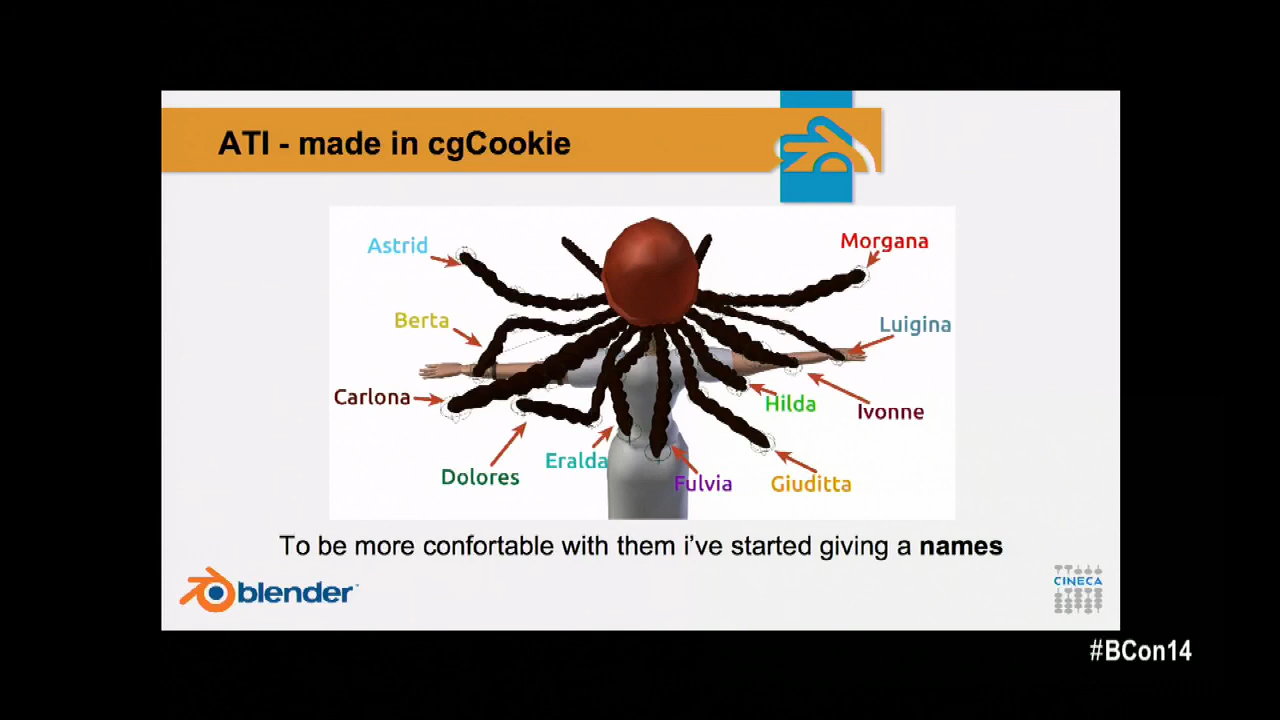 ATI - made in cgCookie
Astrid
Morgana
Berta
Luigina
Carlona
Hilda
Ivonne
Eralda
Dolores
Fulvia
Giuditta
To be more confortable with them i've started giving a names
blender
CINECA
#BCon14